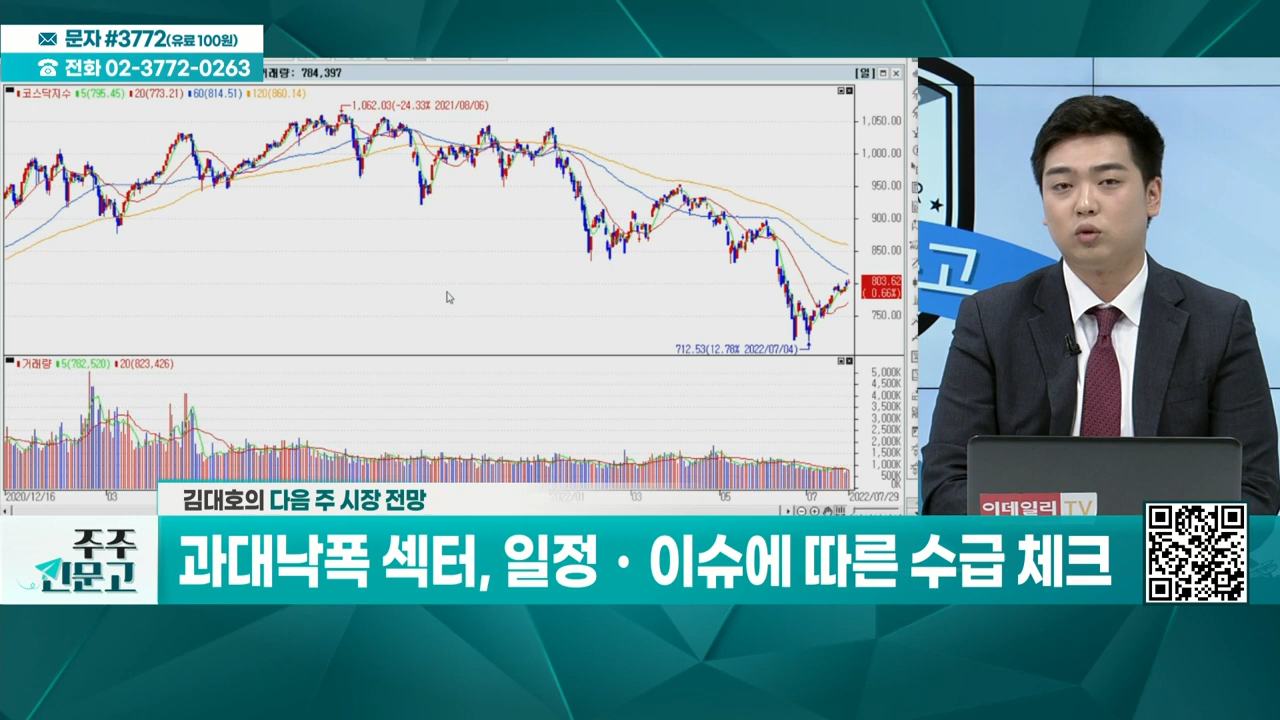 문자 #3772(유료 100원)
전화 02-3772-0263
거래량: 784,397
[일]
코스닥지수 5(795.45) 20(773.21) 60(814.51) 120(860.14)
1,062.03(-24.33% 2021/08/06)
1,050.00
1,000.00
950.00
900.00
850.00
803.62
( 0.66%)
750.00
712.53(12.78% 2022/07/04)
거래량 5(782,520) 20(823,426)
5,000K
4,500K
4,000K
3,500K
3,000K
2,500K
2,000K
1,500K
1,000K
500K
0K
2020/12/16 03 2022/01 03 05 07 2022/07/29
고
이데일리 TV
김대호의 다음 주 시장 전망
주주
신문고
과대낙폭 섹터, 일정 · 이슈에 따른 수급 체크